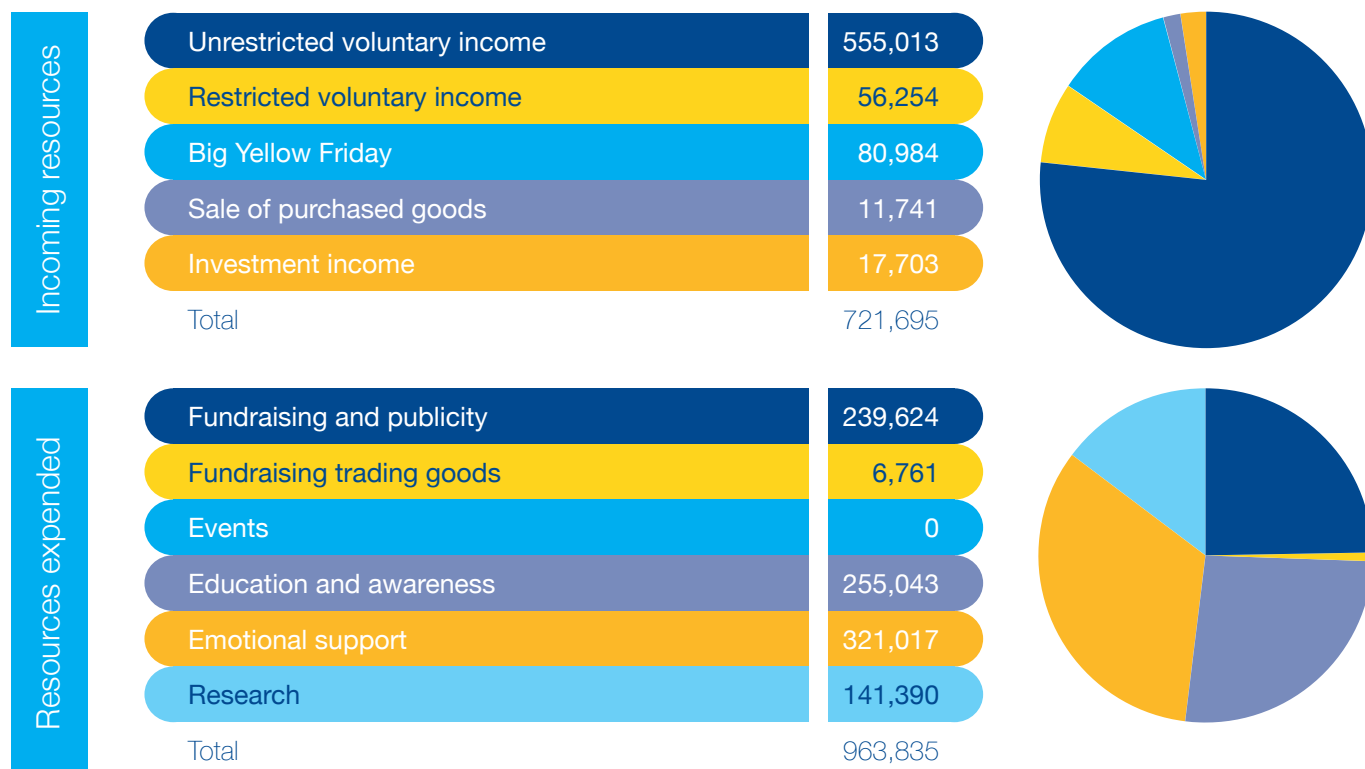 Incoming resources
Unrestricted voluntary income 555,013
Restricted voluntary income 56,254
Big Yellow Friday 80,984
Sale of purchased goods 11,741
Investment income 17,703
Total 721,695
Resources expended
Fundraising and publicity 239,624
Fundraising trading goods 6,761
Events 0
Education and awareness 255,043
Emotional support 321,017
Research 141,390
Total 963,835